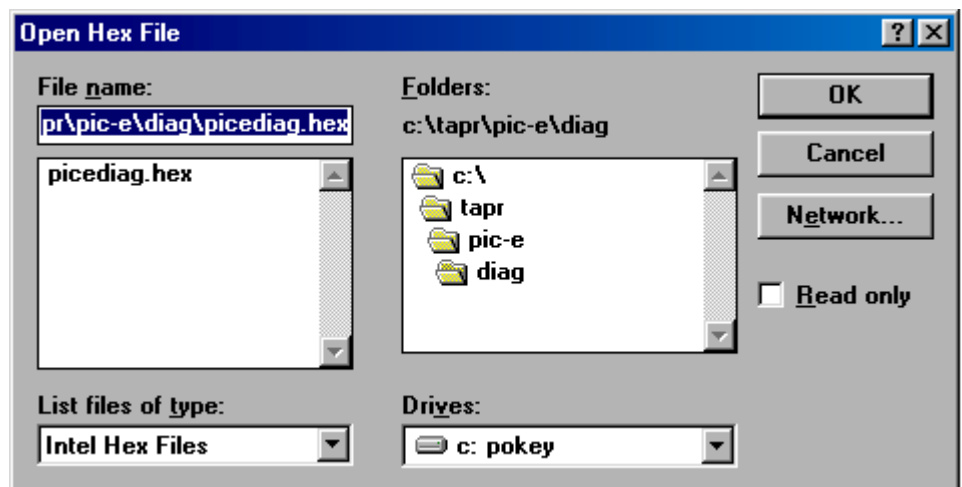 Open Hex File
File name:
pr\pic-e\diag\picediag.hex
picediag.hex
List files of type:
Intel Hex Files
Folders:
c:\tapr\pic-e\diag
c:\
tapr
pic-e
diag
Drives:
c: pokey
OK
Cancel
Network...
Read only